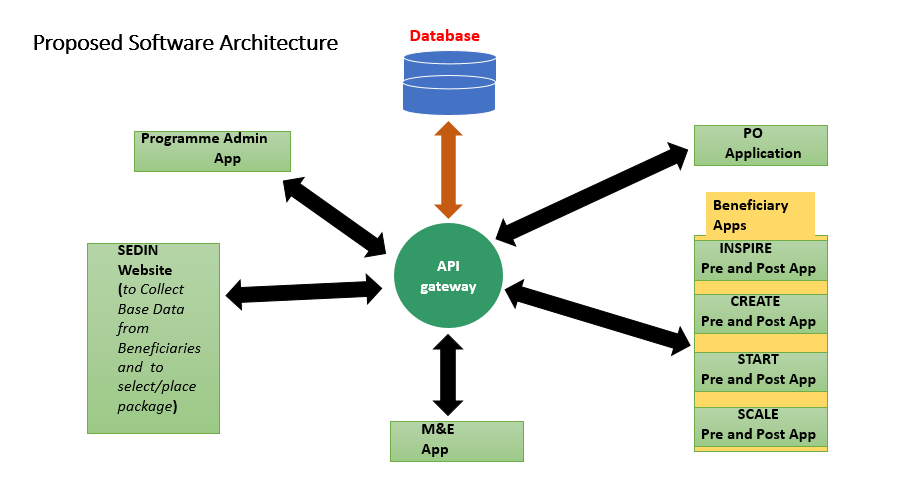 Proposed Software Architecture
Database
Programme Admin
App
PO
Application
SEDIN
Website
(to Collect
Base Data
from
Beneficiaries
and to
select/place
package)
API
gateway
M&E
App
Beneficiary
Apps
INSPIRE
Pre and Post App
CREATE
Pre and Post App
START
Pre and Post App
SCALE
Pre and Post App